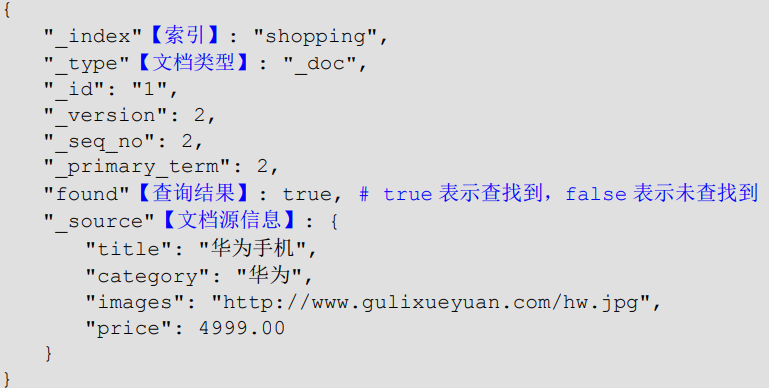 {
"_index"【索引】: "shopping",
"_type"【文档类型】: "_doc",
"_id": "1",
"_version": 2,
"_seq_no": 2,
"_primary_term": 2,
"found"【查询结果】: true, # true 表示查找到，false 表示未查找到
"_source"【文档源信息】: {
"title": "华为手机",
"category": "华为",
"images": "http://www.gulixueyuan.com/hw.jpg",
"price": 4999.00
}
}